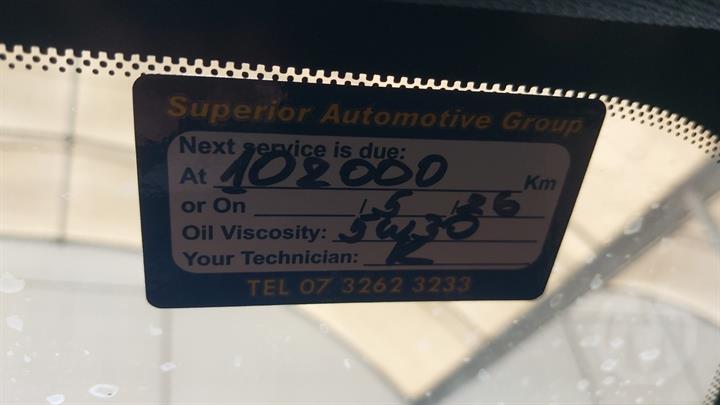 Superior Automotive Group
Next service is due:
At 102000 Km
or On / 5 / 26
Oil Viscosity: 5W30
Your Technician:
TEL 07 3262 3233